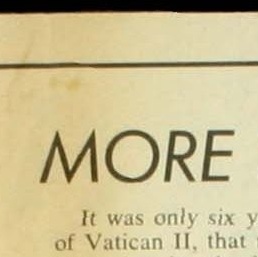 MORE
It was only six
of Vatican II, that